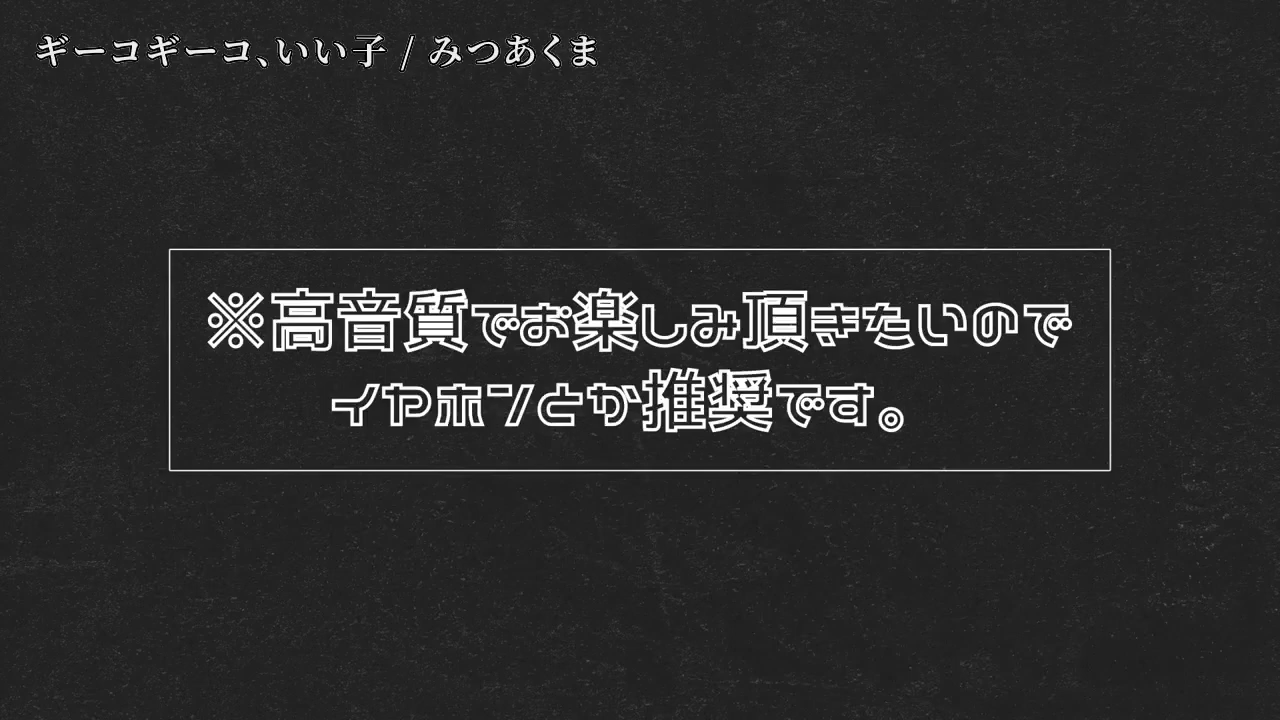 ギーコギーコ、いい子 / みつあくま
※高音質でお楽しみ頂きたいので
イヤホンとか推奨です。